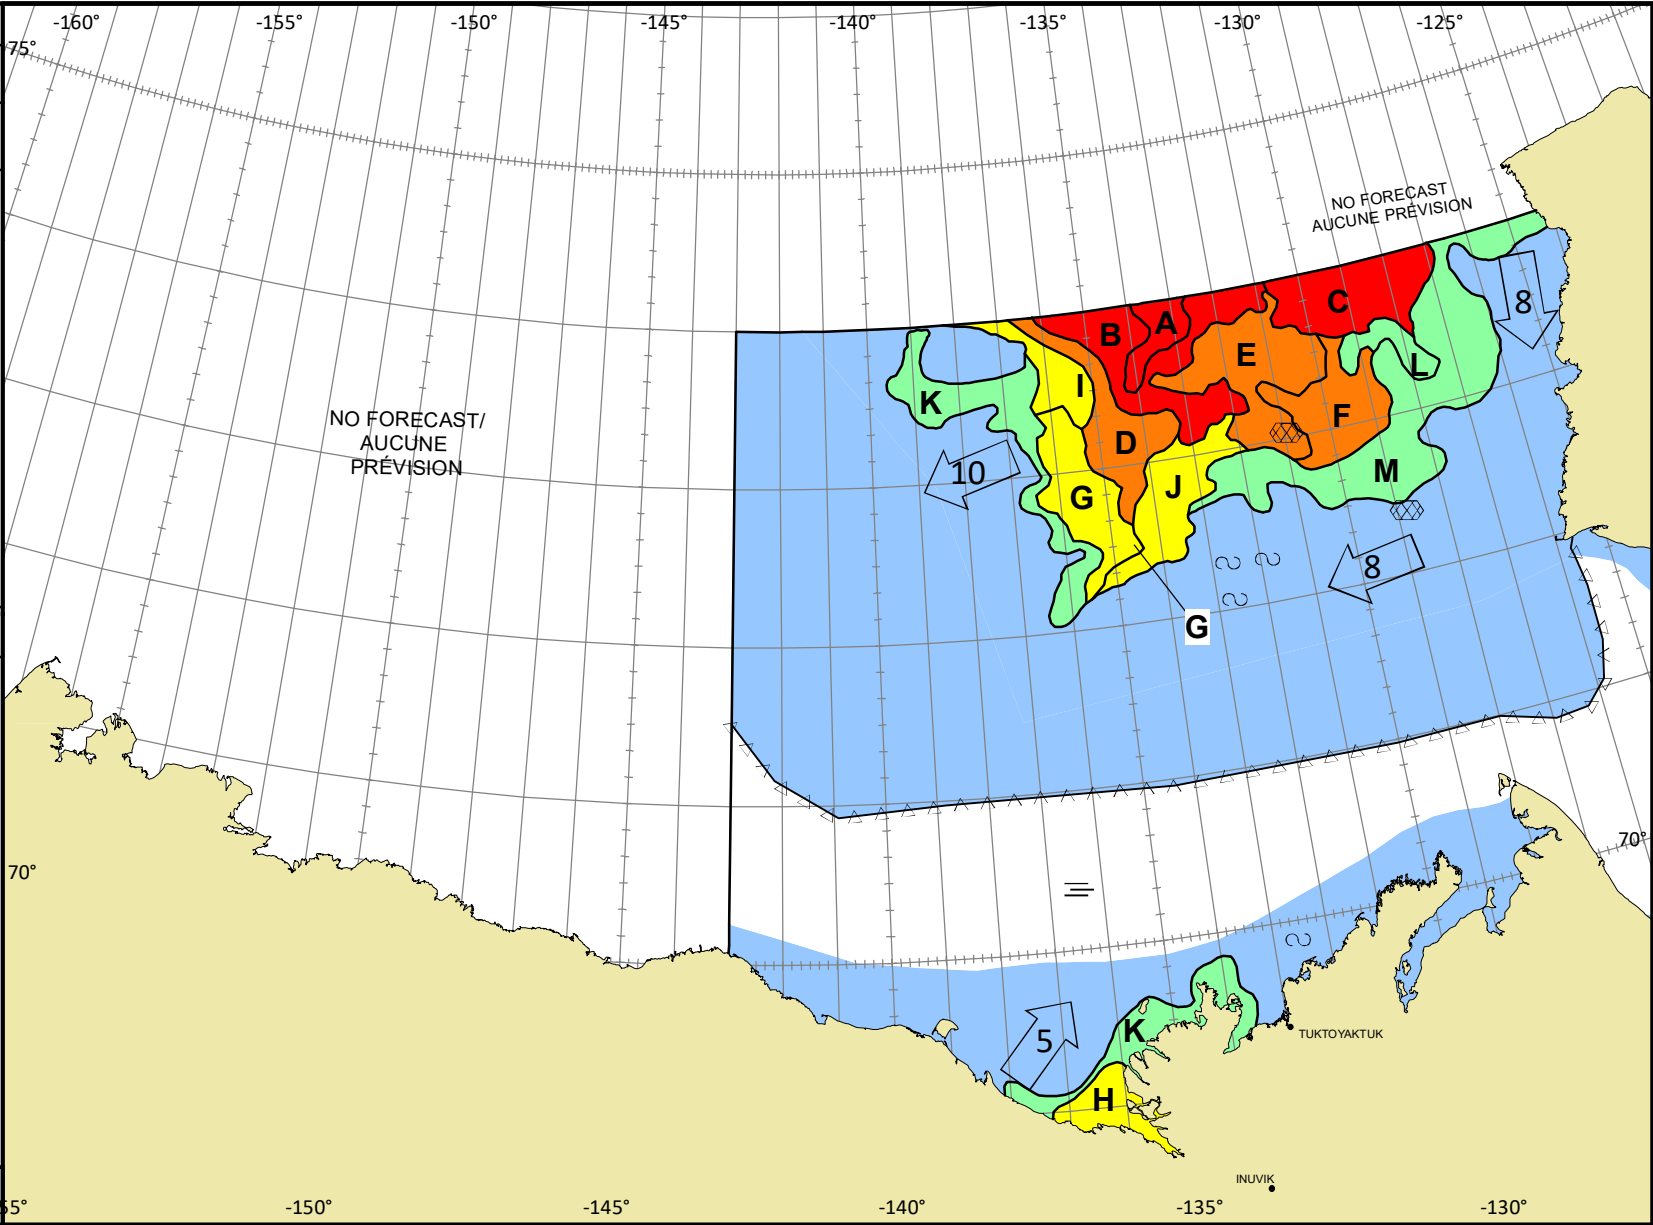 -160°
-155°
-150°
-145°
-140°
-135°
-130°
-125°
75°
NO FORECAST
AUCUNE PRÉVISION
C
8
A
B
E
L
I
K
F
NO FORECAST/
AUCUNE
PRÉVISION
D
10
M
J
G
8
G
70°
70°
5
K
TUKTOYAKTUK
H
INUVIK
55°
-150°
-145°
-140°
-135°
-130°